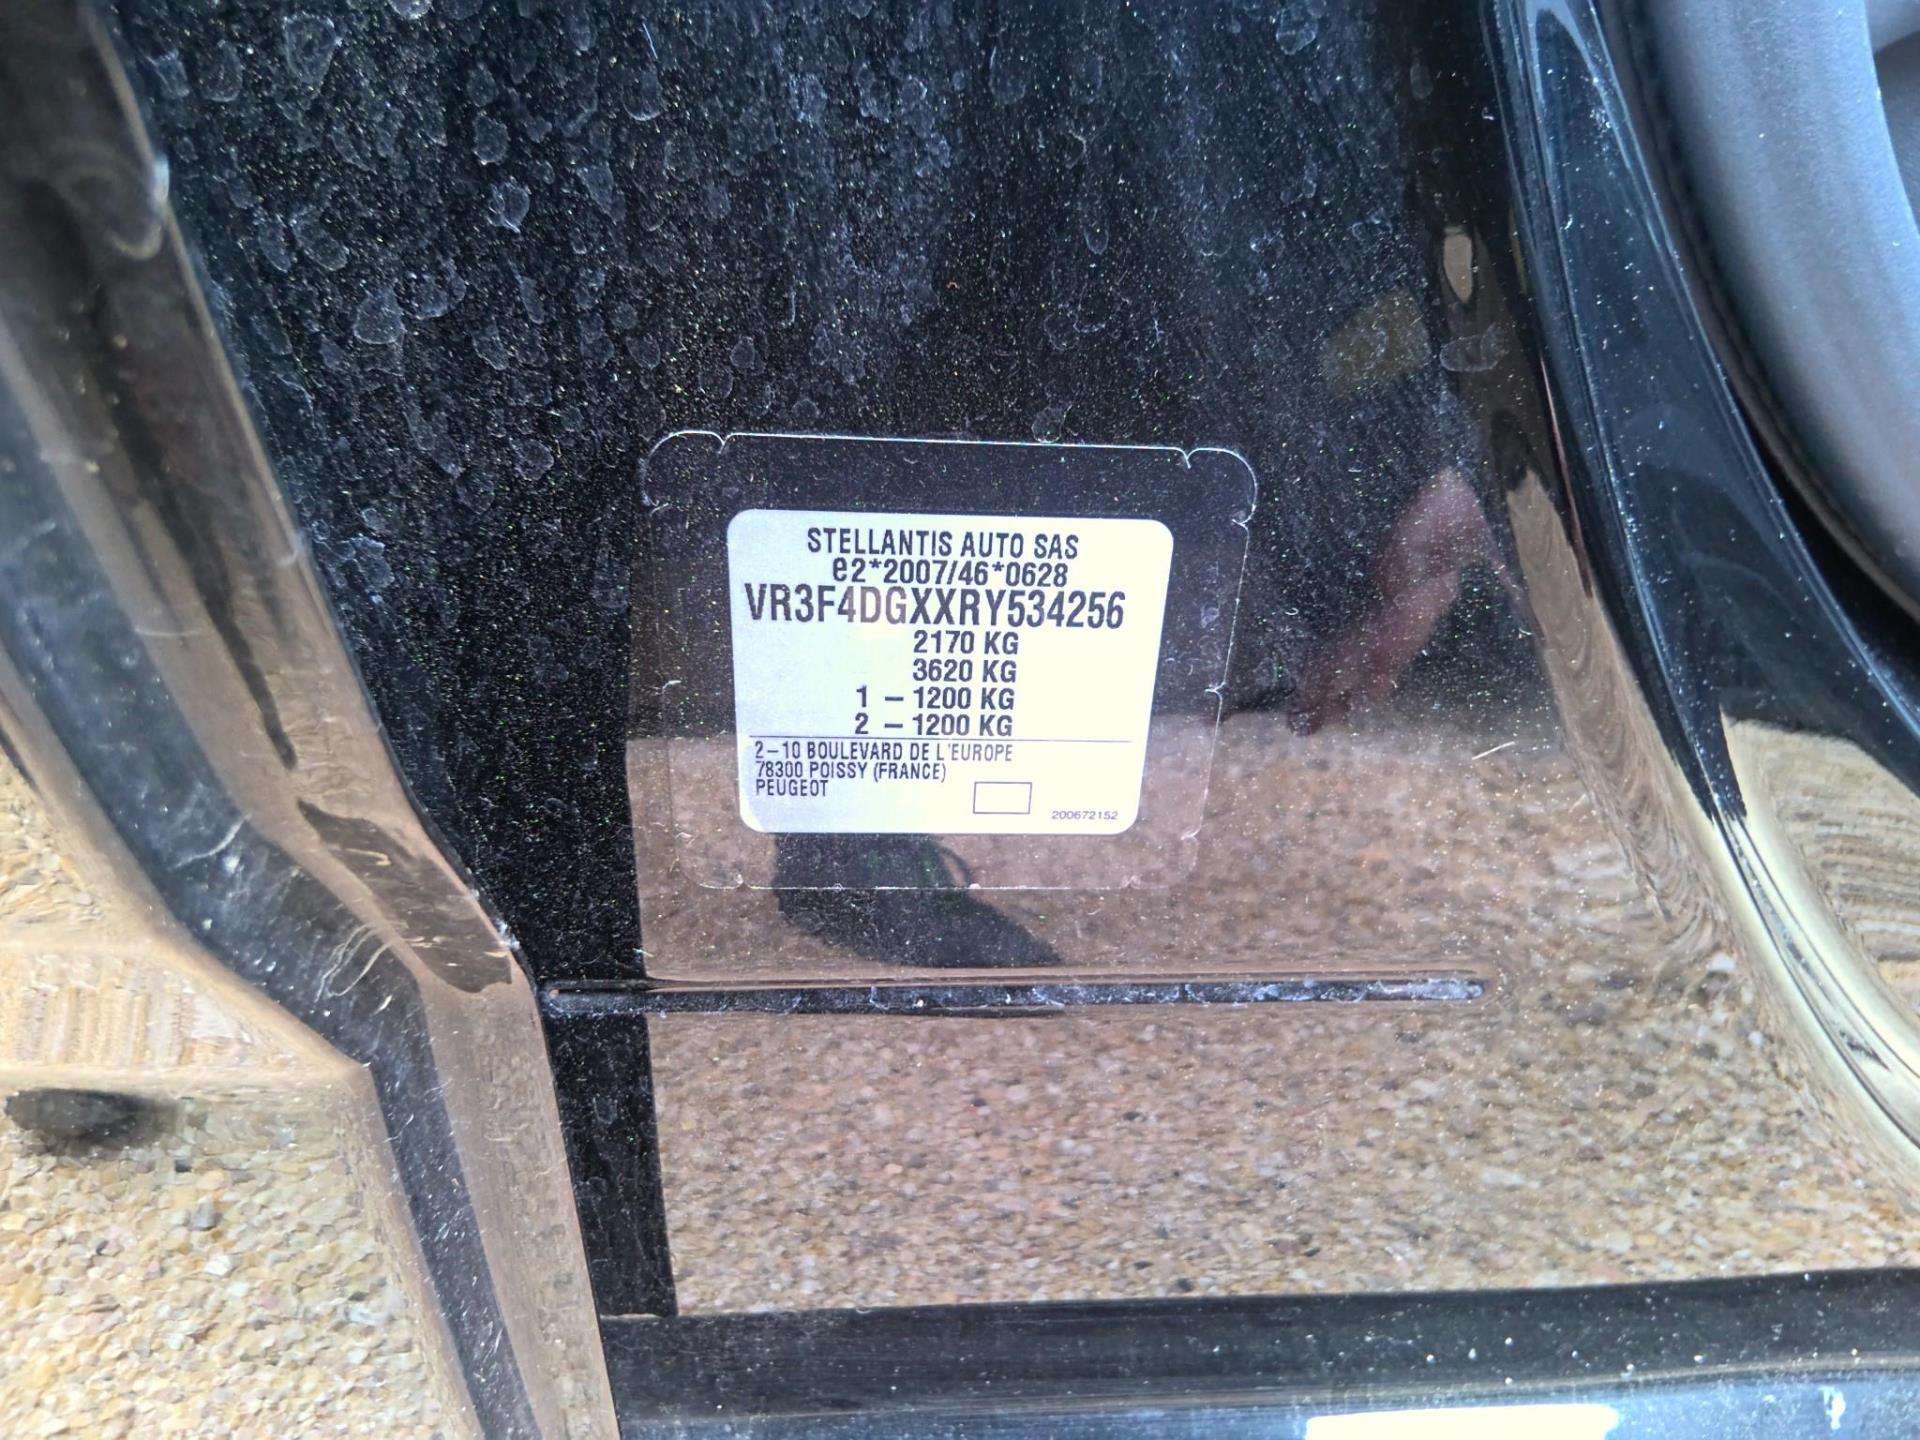 STELLANTIS AUTO SAS
e2*2007/46*0628
VR3F4DGXXRY534256
2170 KG
3620 KG
1 – 1200 KG
2 – 1200 KG
2–10 BOULEVARD DE L'EUROPE
78300 POISSY (FRANCE)
PEUGEOT
200672152